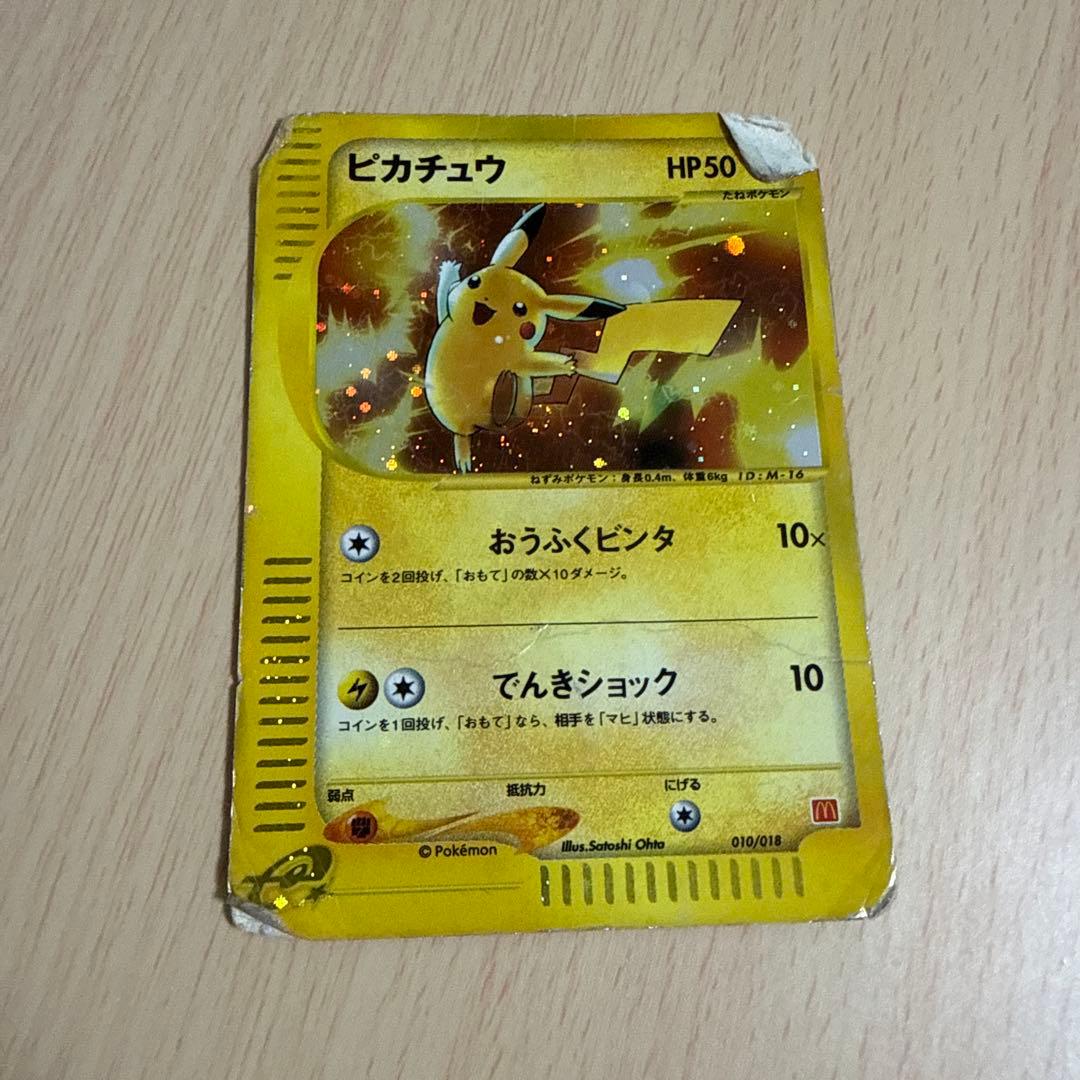 ピカチュウ HP50
たねポケモン
ねずみポケモン：身長0.4m、体重6kg ID:M-16
おうふくビンタ 10×
コインを2回投げ、「おもて」の数×10ダメージ。
でんきショック 10
コインを1回投げ、「おもて」なら、相手を「マヒ」状態にする。
弱点 抵抗力 にげる
© Pokémon Illus.Satoshi Ohta 010/018